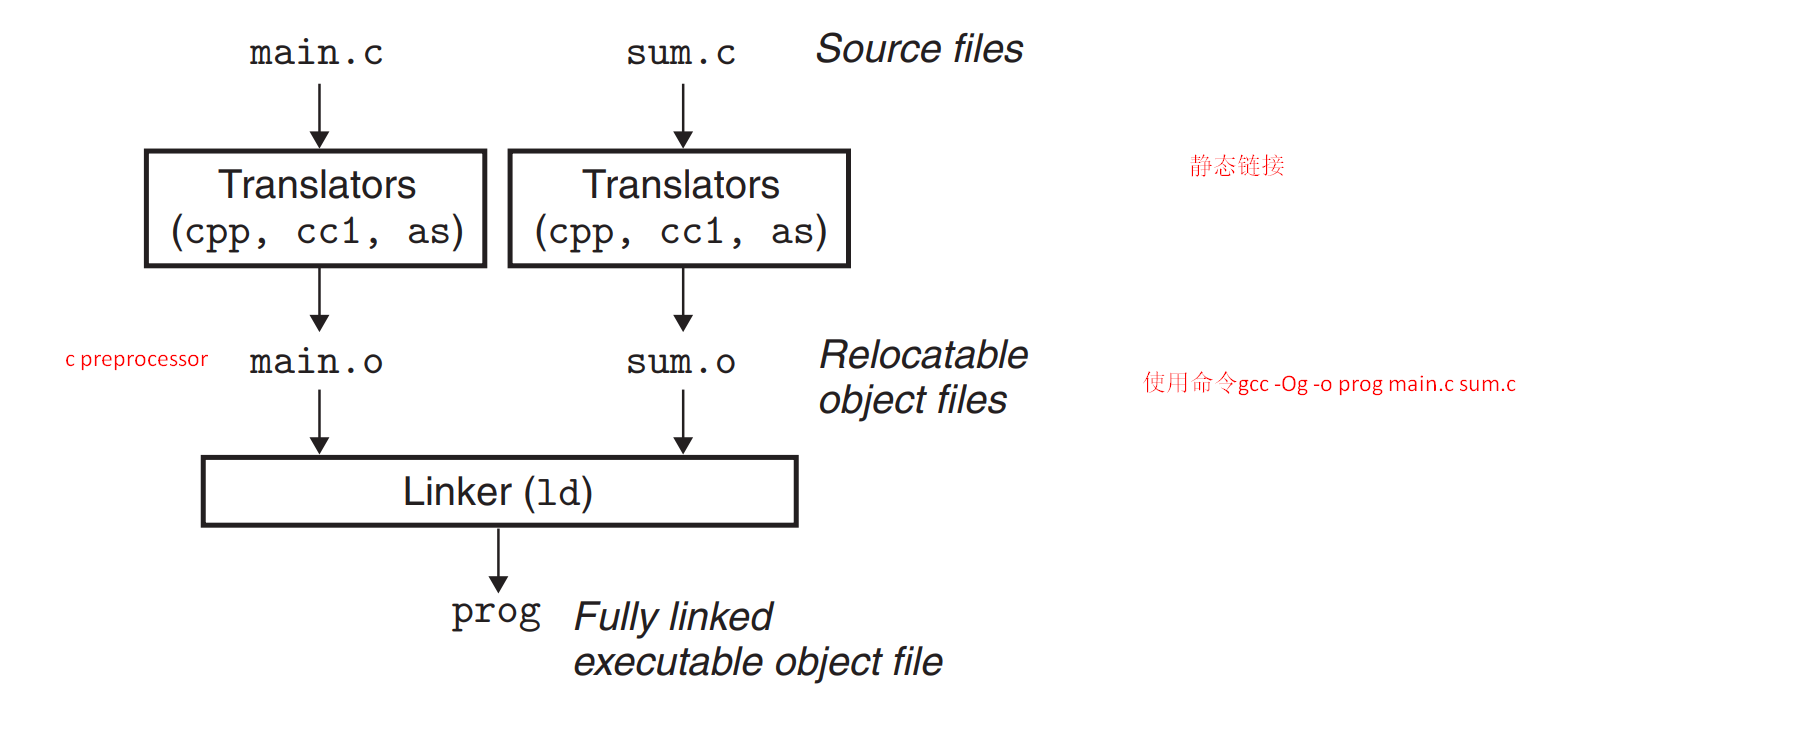 main.c
sum.c
Source files
Translators
(cpp, cc1, as)
Translators
(cpp, cc1, as)
静态链接
c preprocessor
main.o
sum.o
Relocatable
object files
使用命令gcc -Og -o prog main.c sum.c
Linker (ld)
prog
Fully linked
executable object file